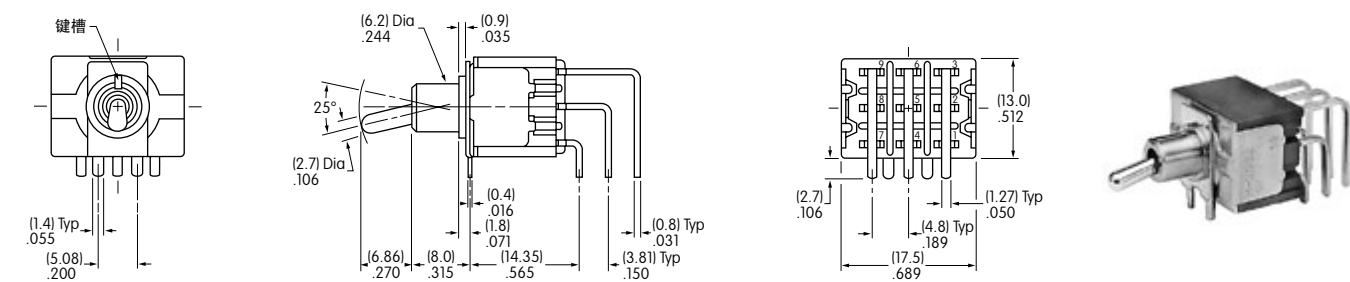 键槽
(1.4) Typ
.055
(5.08)
.200
(6.2) Dia
.244
(0.9)
.035
25°
(2.7) Dia
.106
(0.4)
.016
(1.8)
.071
(6.86)
.270
(8.0)
.315
(14.35)
.565
(0.8) Typ
.031
(3.81) Typ
.150
9 6 3
8 5 2
7 4 1
(13.0)
.512
(2.7)
.106
(1.27) Typ
.050
(4.8) Typ
.189
(17.5)
.689